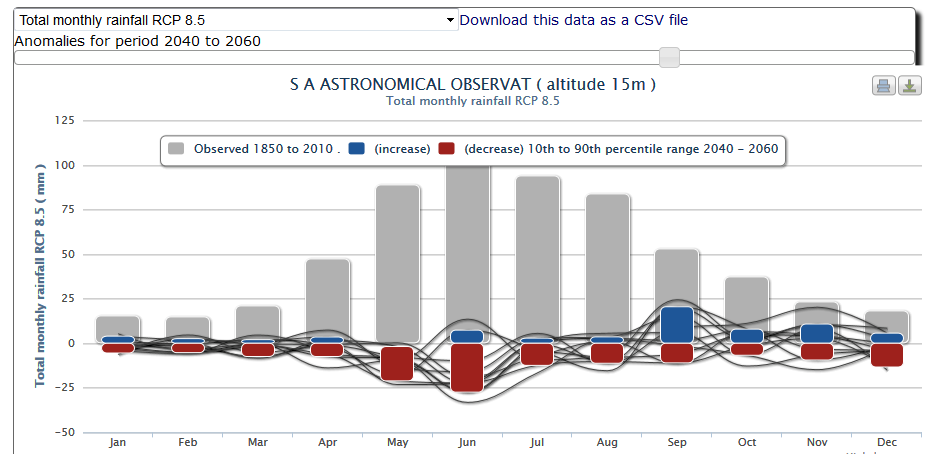 Total monthly rainfall RCP 8.5 Download this data as a CSV file
Anomalies for period 2040 to 2060
S A ASTRONOMICAL OBSERVAT ( altitude 15m )
Total monthly rainfall RCP 8.5
Observed 1850 to 2010 . (increase) (decrease) 10th to 90th percentile range 2040 - 2060
Total monthly rainfall RCP 8.5 ( mm )
125
100
75
50
25
0
-25
-50
Jan Feb Mar Apr May Jun Jul Aug Sep Oct Nov Dec